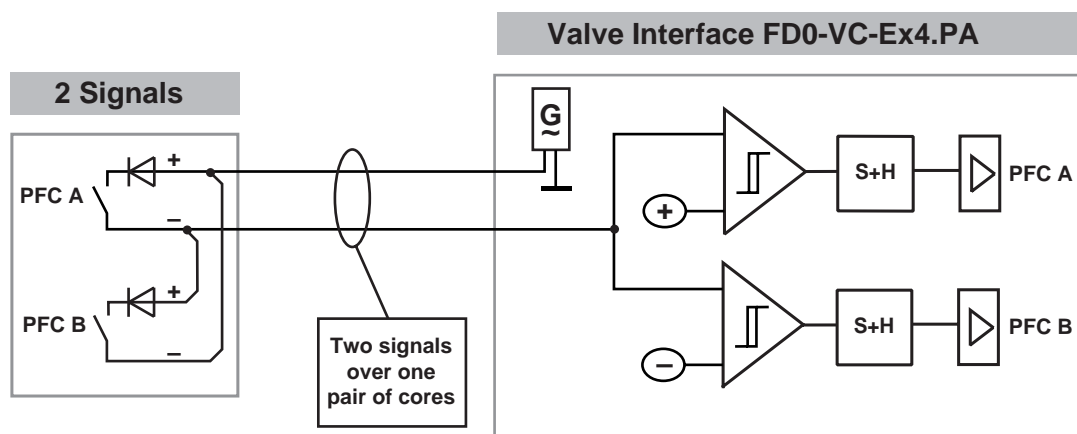 Valve Interface FD0-VC-Ex4.PA
2 Signals
G
~
+
PFC A
–
+
PFC B
–
Two signals
over one
pair of cores
+
S+H
PFC A
–
S+H
PFC B